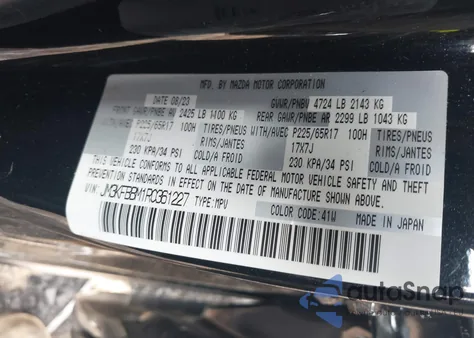 MFD. BY MAZDA MOTOR CORPORATION
DATE 08/23 GVWR/PNBV 4724 LB 2143 KG
FRONT GAWR/PNBE AV 2425 LB 1100 KG REAR GAWR/PNBE AR 2299 LB 1043 KG
WITH/AVEC P225/65R17 100H TIRES/PNEUS WITH/AVEC P225/65R17 100H TIRES/PNEUS
17X7J RIMS/JANTES 17X7J RIMS/JANTES
230 KPA/34 PSI COLD/A FROID 230 KPA/34 PSI COLD/A FROID
THIS VEHICLE CONFORMS TO ALL APPLICABLE FEDERAL MOTOR VEHICLE SAFETY AND THEFT
PREVENTION STANDARDS IN EFFECT ON THE DATE OF MANUFACTURE SHOWN ABOVE.
TYPE: MPV
COLOR CODE: 41W MADE IN JAPAN
autoSnap